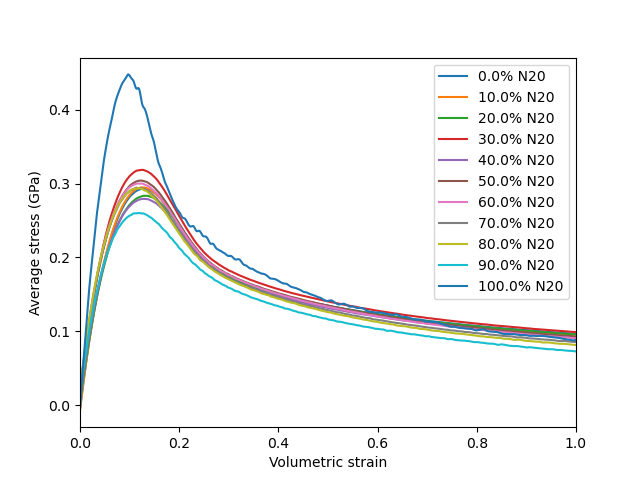 0.0% N20
10.0% N20
20.0% N20
30.0% N20
40.0% N20
50.0% N20
60.0% N20
70.0% N20
80.0% N20
90.0% N20
100.0% N20
0.4
0.3
0.2
0.1
0.0
Average stress (GPa)
0.0 0.2 0.4 0.6 0.8 1.0
Volumetric strain